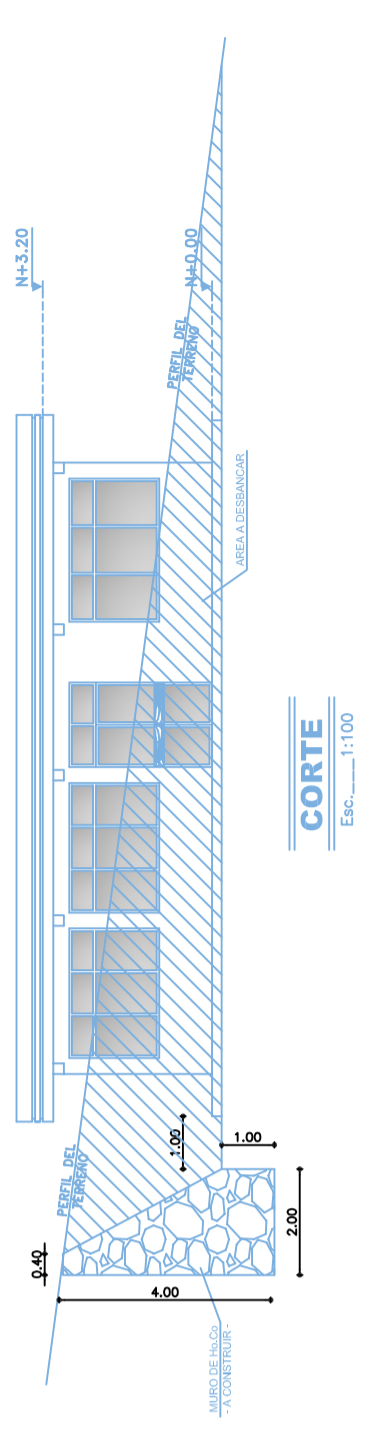 N+3.20
N+0.00
PERFIL DEL
TERRENO
AREA A DESBANCAR
PERFIL DEL
TERRENO
0.40
1.00
1.00
4.00
2.00
MURO DE Ho.Co
- A CONSTRUIR -
CORTE
Esc.___1:100